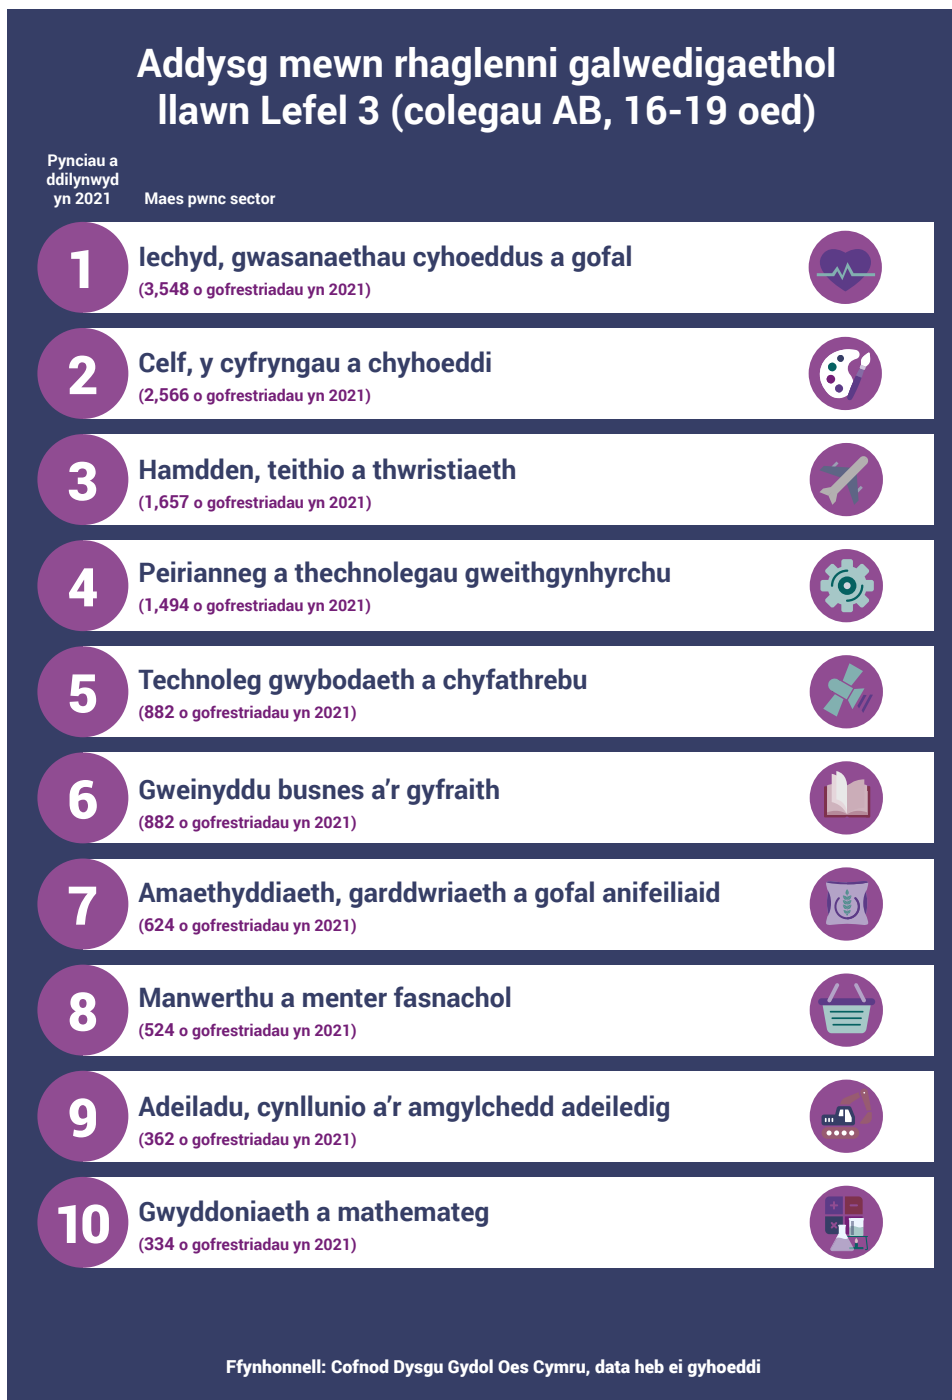 Addysg mewn rhaglenni galwedigaethol
llawn Lefel 3 (colegau AB, 16-19 oed)
Pynciau a
ddilynwyd
yn 2021
Maes pwnc sector
1
Iechyd, gwasanaethau cyhoeddus a gofal
(3,548 o gofrestriadau yn 2021)
2
Celf, y cyfryngau a chyhoeddi
(2,566 o gofrestriadau yn 2021)
3
Hamdden, teithio a thwristiaeth
(1,657 o gofrestriadau yn 2021)
4
Peirianneg a thechnolegau gweithgynhyrchu
(1,494 o gofrestriadau yn 2021)
5
Technoleg gwybodaeth a chyfathrebu
(882 o gofrestriadau yn 2021)
6
Gweinyddu busnes a’r gyfraith
(882 o gofrestriadau yn 2021)
7
Amaethyddiaeth, garddwriaeth a gofal anifeiliaid
(624 o gofrestriadau yn 2021)
8
Manwerthu a menter fasnachol
(524 o gofrestriadau yn 2021)
9
Adeiladu, cynllunio a’r amgylchedd adeiledig
(362 o gofrestriadau yn 2021)
10
Gwyddoniaeth a mathemateg
(334 o gofrestriadau yn 2021)
Ffynhonnell: Cofnod Dysgu Gydol Oes Cymru, data heb ei gyhoeddi